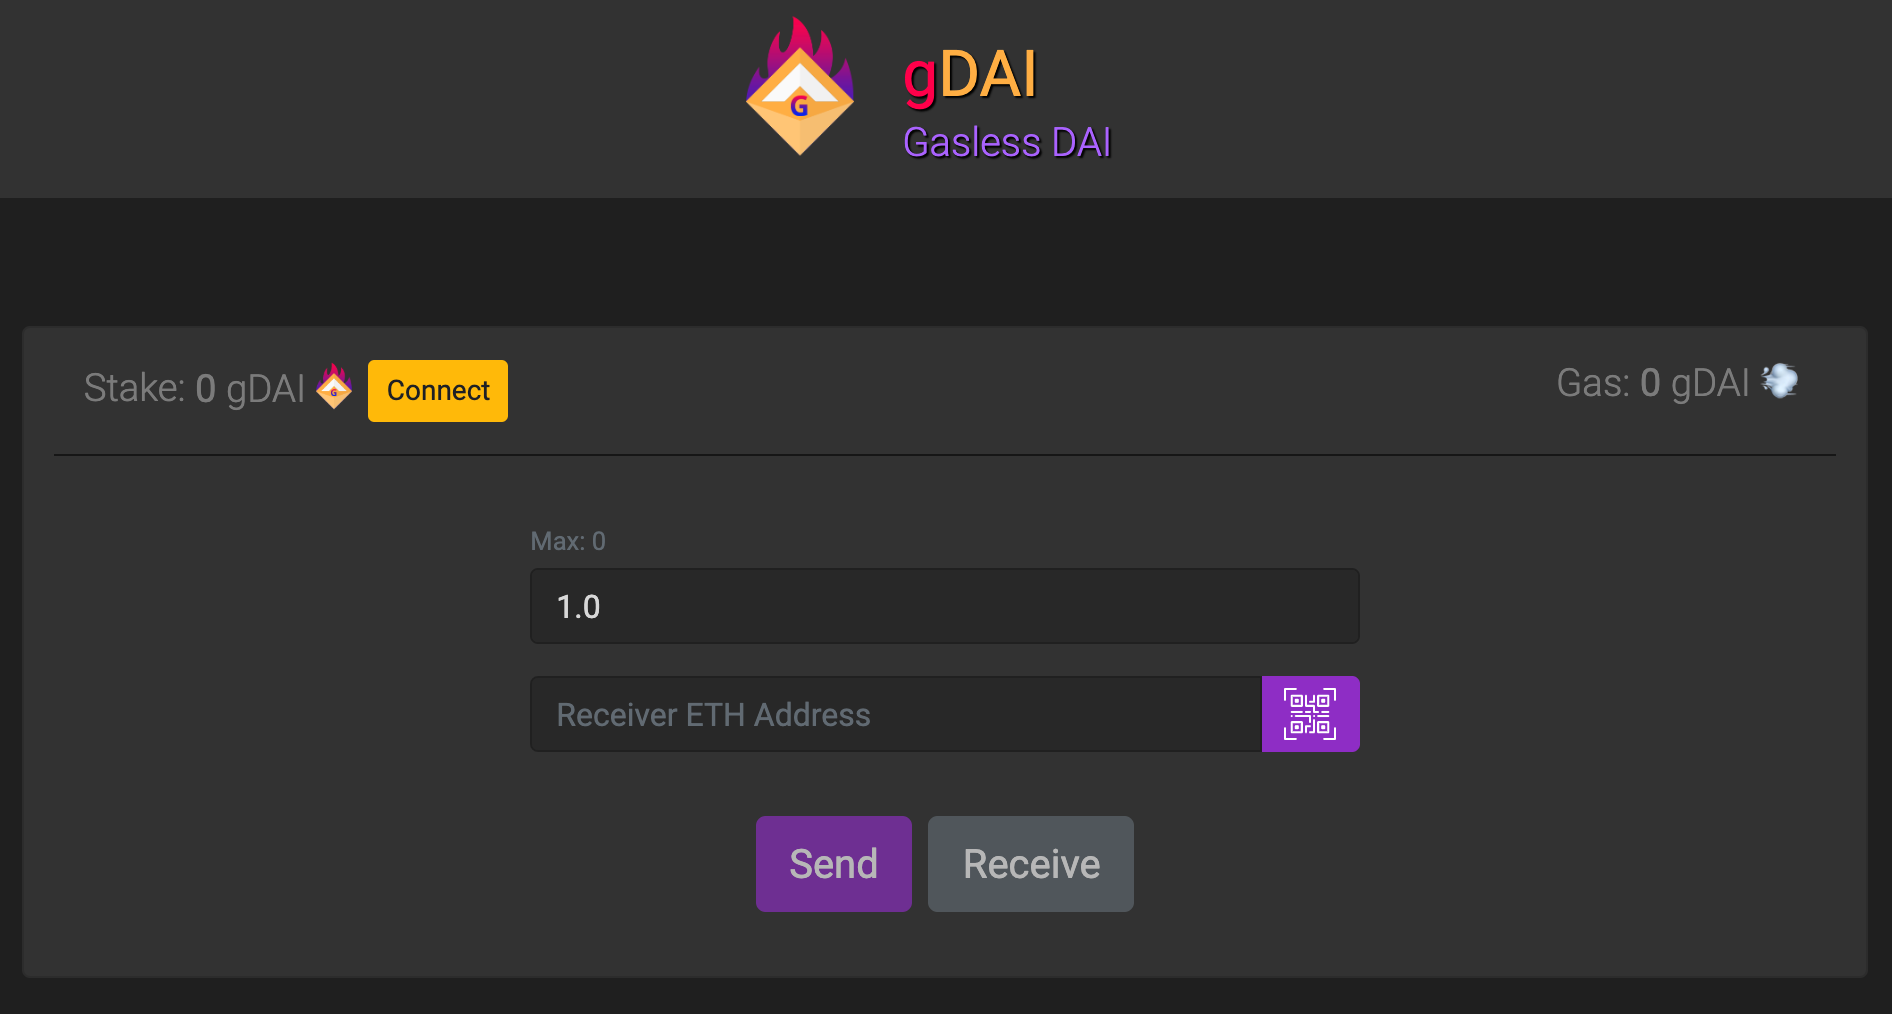 G
gDAI
Gasless DAI
Stake: 0 gDAI G Connect
Gas: 0 gDAI
Max: 0
1.0
Receiver ETH Address
Send
Receive